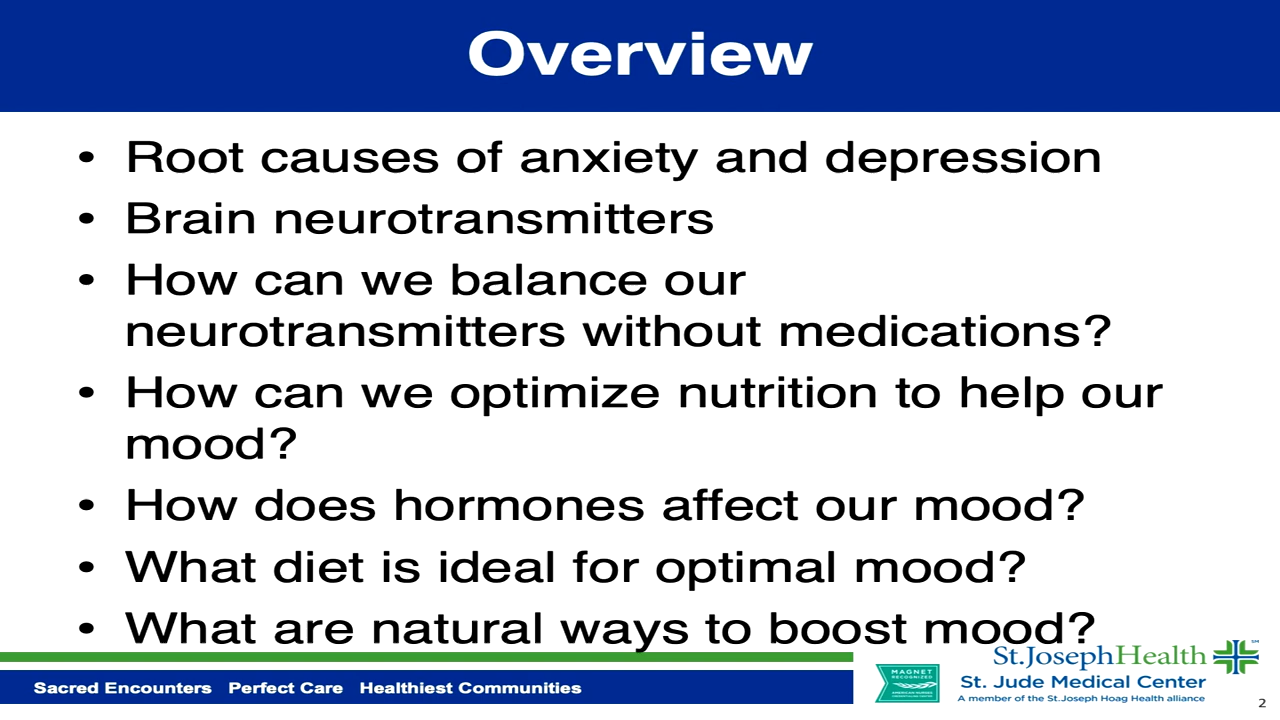 Overview
• Root causes of anxiety and depression
• Brain neurotransmitters
• How can we balance our
neurotransmitters without medications?
• How can we optimize nutrition to help our
mood?
• How does hormones affect our mood?
• What diet is ideal for optimal mood?
• What are natural ways to boost mood?
Sacred Encounters Perfect Care Healthiest Communities
MAGNET
RECOGNIZED
St.JosephHealth
SM
St. Jude Medical Center
A member of the St.Joseph Hoag Health alliance
2